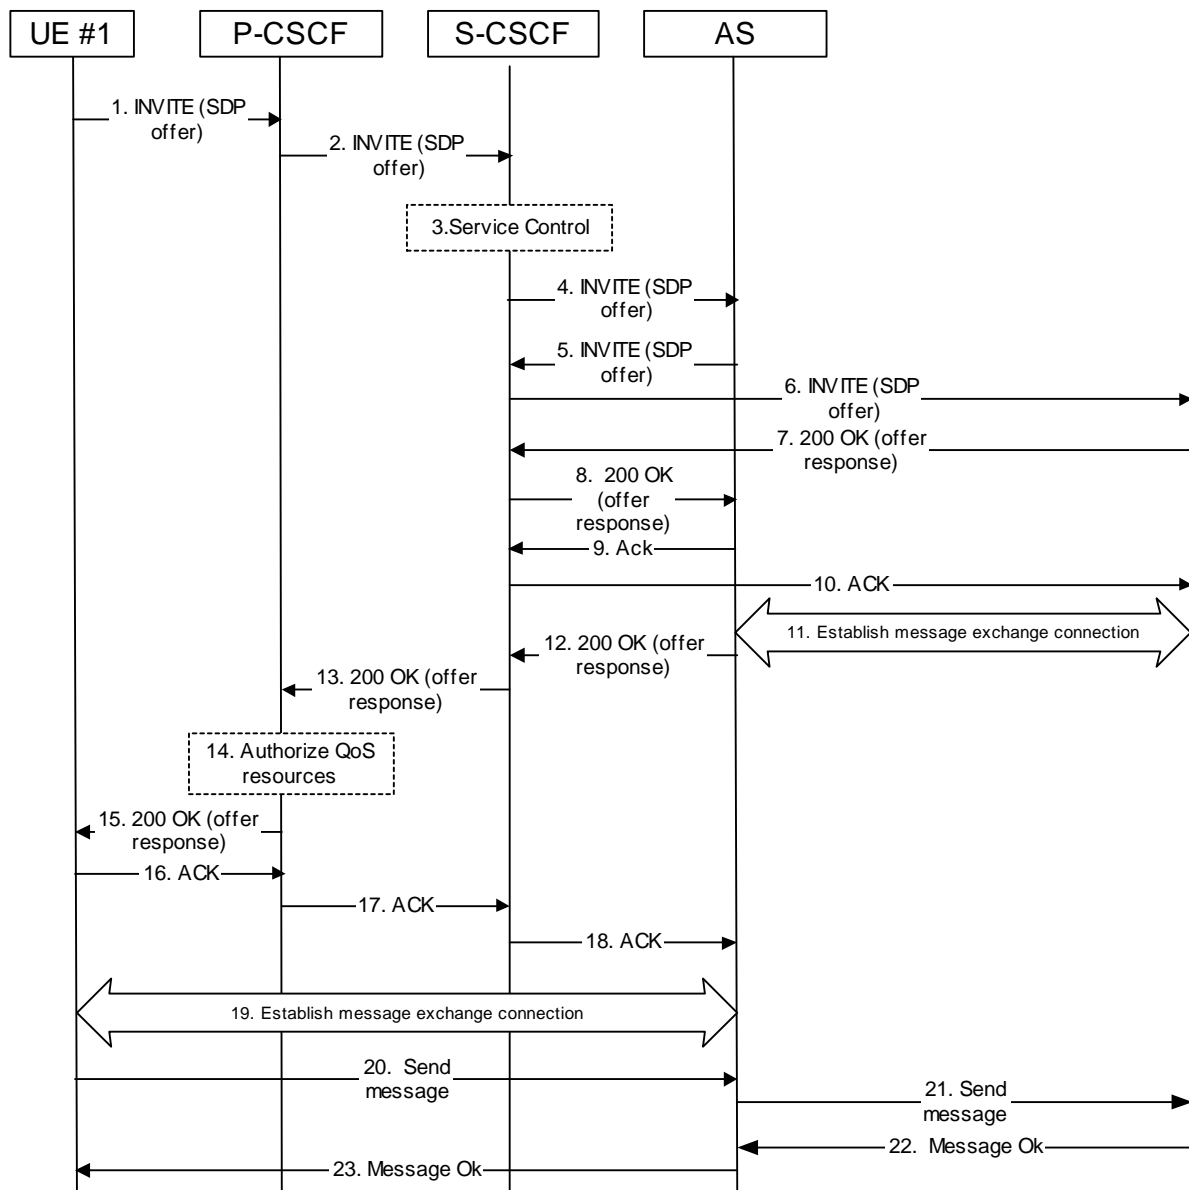 UE #1
P-CSCF
S-CSCF
AS
1. INVITE (SDP
offer)
2. INVITE (SDP
offer)
3.Service Control
4. INVITE (SDP
offer)
5. INVITE (SDP
offer)
6. INVITE (SDP
offer)
7. 200 OK (offer
response)
8. 200 OK
(offer
response)
9. Ack
10. ACK
11. Establish message exchange connection
12. 200 OK (offer
response)
13. 200 OK (offer
response)
14. Authorize QoS
resources
15. 200 OK (offer
response)
16. ACK
17. ACK
18. ACK
19. Establish message exchange connection
20. Send
message
21. Send
message
22. Message Ok
23. Message Ok